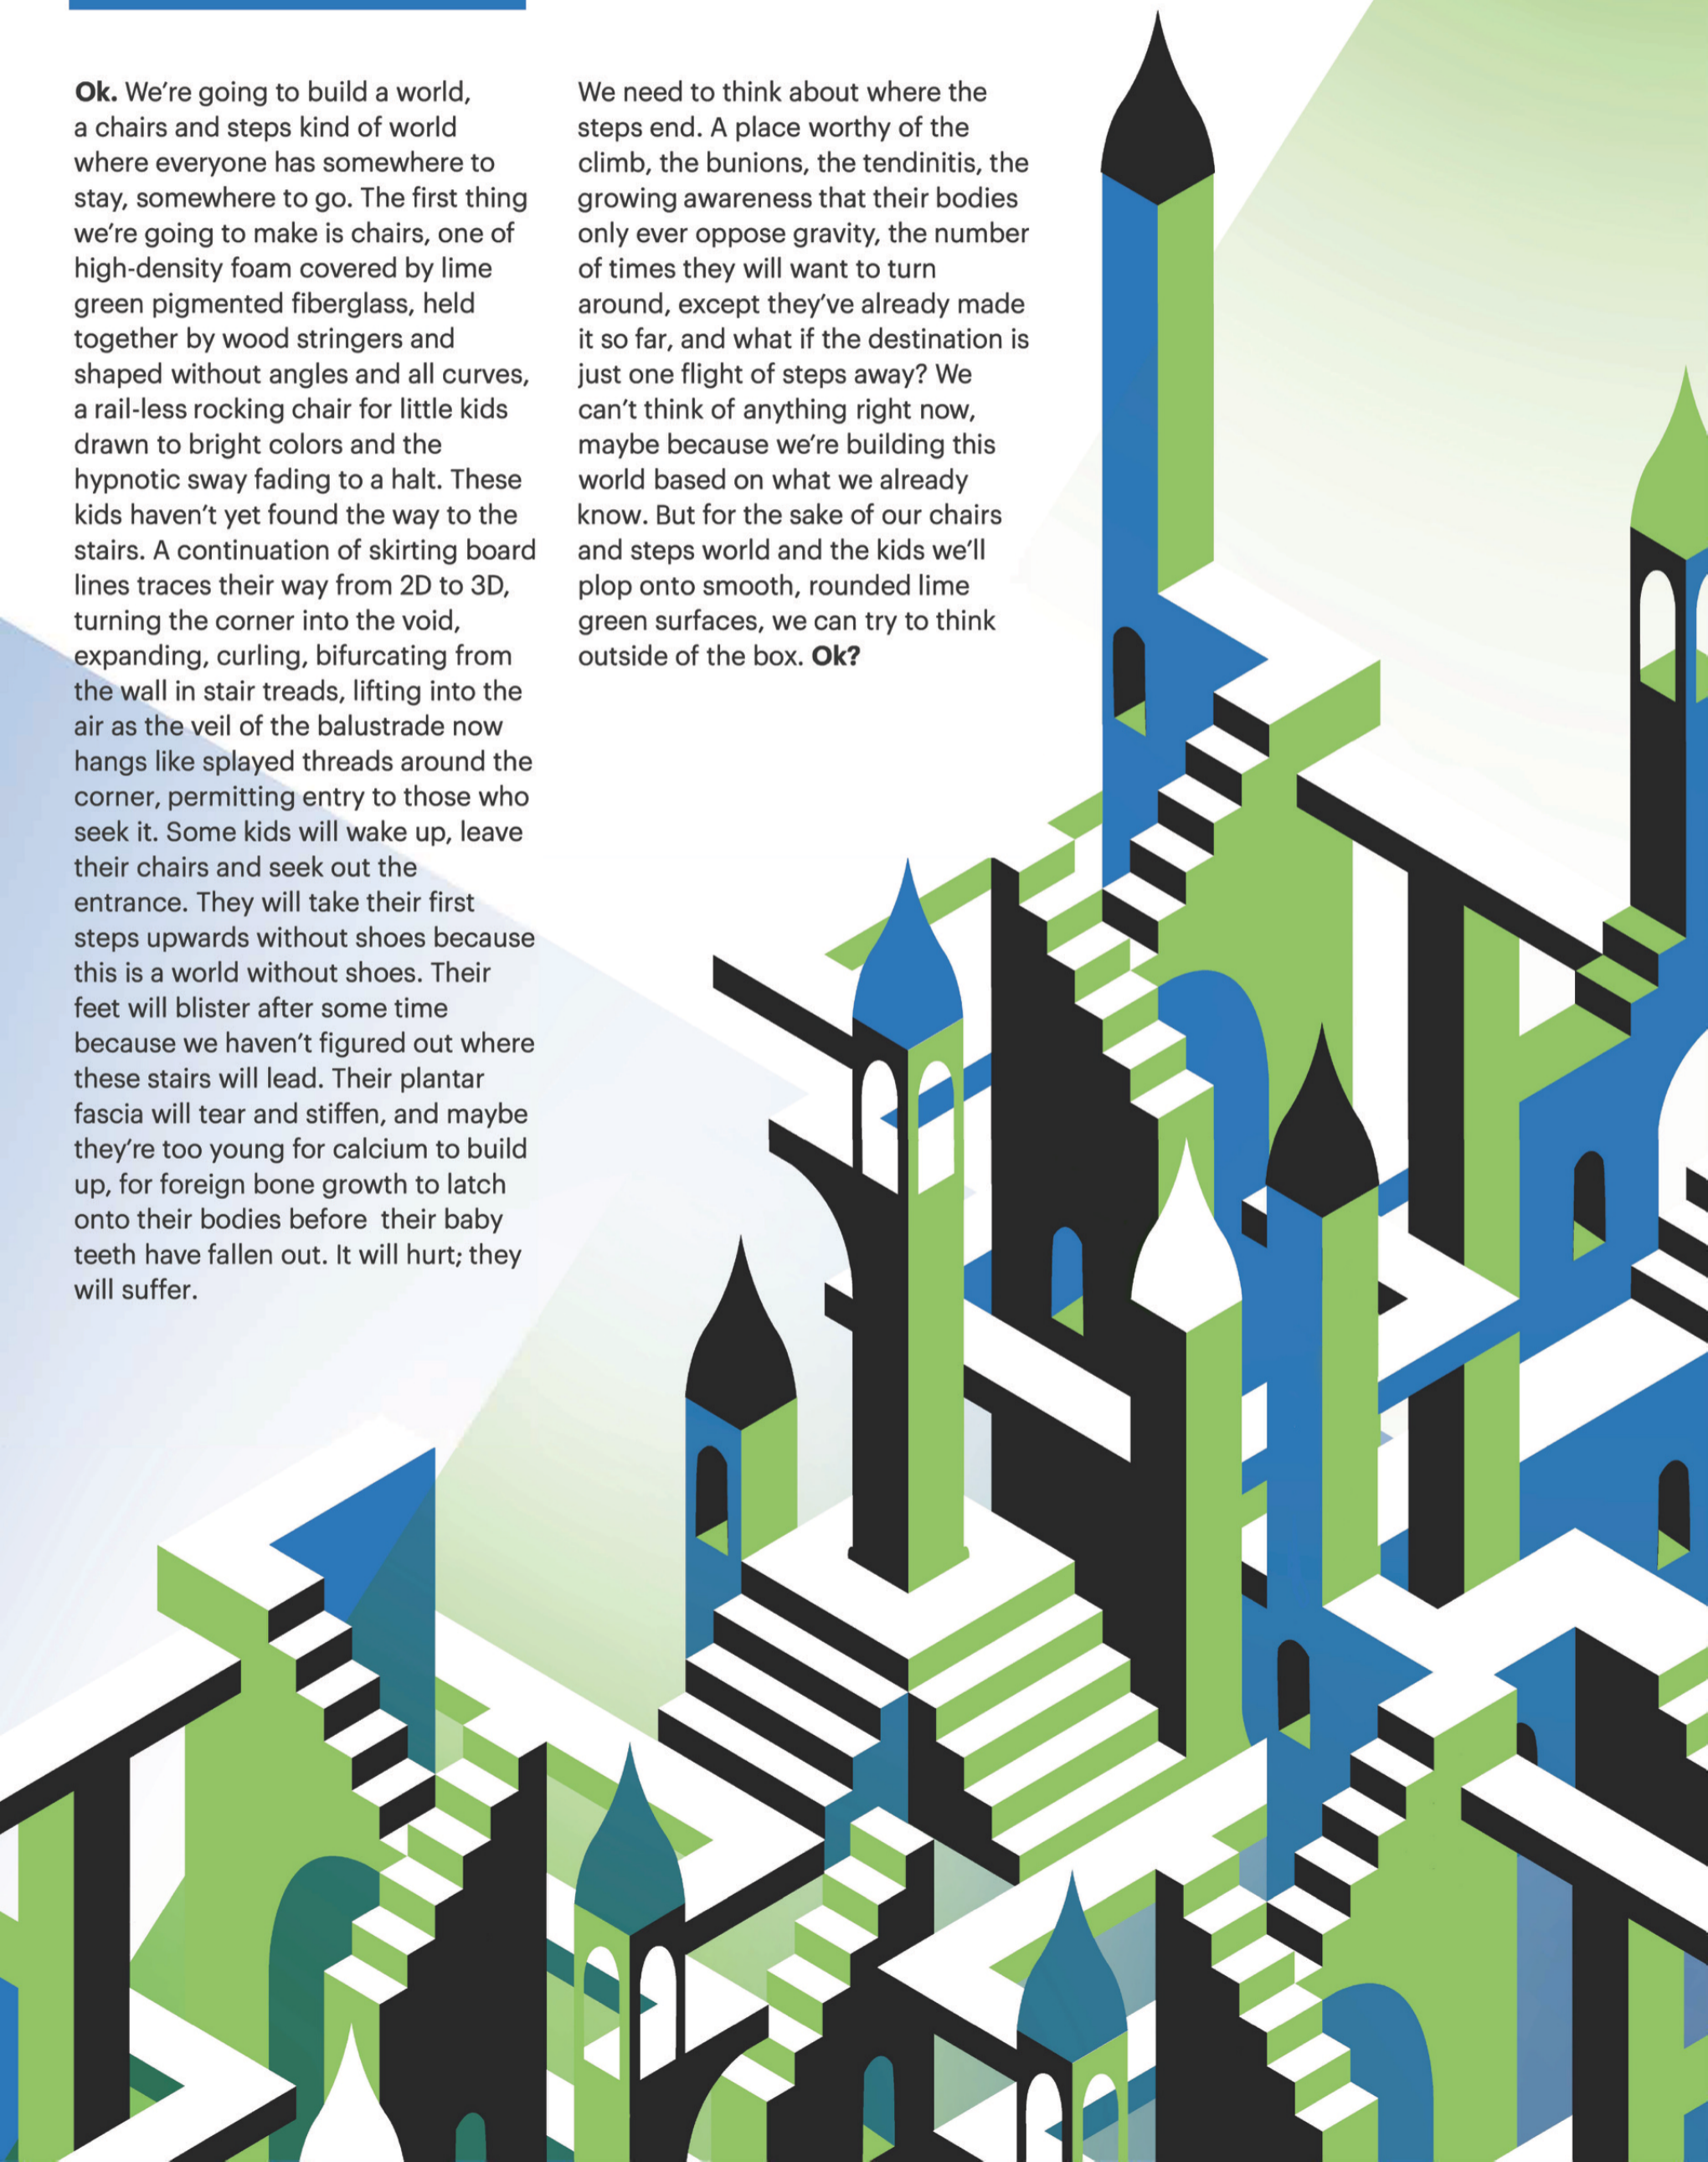 Ok. We're going to build a world,
a chairs and steps kind of world
where everyone has somewhere to
stay, somewhere to go. The first thing
we're going to make is chairs, one of
high-density foam covered by lime
green pigmented fiberglass, held
together by wood stringers and
shaped without angles and all curves,
a rail-less rocking chair for little kids
drawn to bright colors and the
hypnotic sway fading to a halt. These
kids haven't yet found the way to the
stairs. A continuation of skirting board
lines traces their way from 2D to 3D,
turning the corner into the void,
expanding, curling, bifurcating from
the wall in stair treads, lifting into the
air as the veil of the balustrade now
hangs like splayed threads around the
corner, permitting entry to those who
seek it. Some kids will wake up, leave
their chairs and seek out the
entrance. They will take their first
steps upwards without shoes because
this is a world without shoes. Their
feet will blister after some time
because we haven't figured out where
these stairs will lead. Their plantar
fascia will tear and stiffen, and maybe
they're too young for calcium to build
up, for foreign bone growth to latch
onto their bodies before  their baby
teeth have fallen out. It will hurt; they
will suffer.
We need to think about where the
steps end. A place worthy of the
climb, the bunions, the tendinitis, the
growing awareness that their bodies
only ever oppose gravity, the number
of times they will want to turn
around, except they've already made
it so far, and what if the destination is
just one flight of steps away? We
can't think of anything right now,
maybe because we're building this
world based on what we already
know. But for the sake of our chairs
and steps world and the kids we'll
plop onto smooth, rounded lime
green surfaces, we can try to think
outside of the box. Ok?